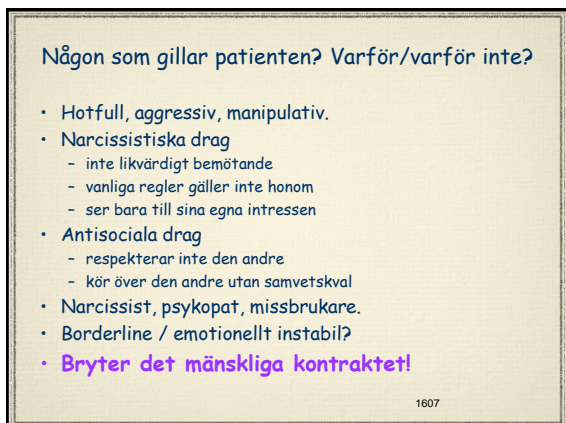 Någon som gillar patienten? Varför/varför inte?
• Hotfull, aggressiv, manipulativ.
• Narcissistiska drag
– inte likvärdigt bemötande
– vanliga regler gäller inte honom
– ser bara till sina egna intressen
• Antisociala drag
– respekterar inte den andre
– kör över den andre utan samvetskval
• Narcissist, psykopat, missbrukare.
• Borderline / emotionellt instabil?
• Bryter det mänskliga kontraktet!
1607